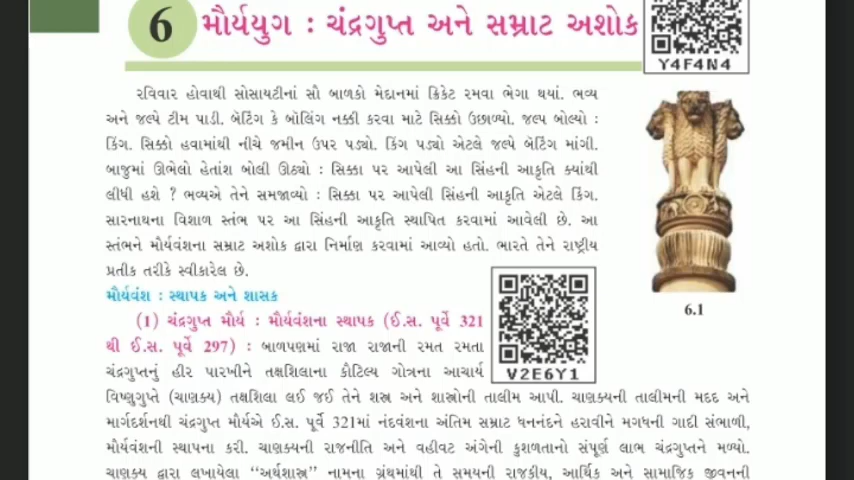 6 મૌર્યયુગ : ચંદ્રગુપ્ત અને સમ્રાટ અશોક
Y4F4N4
રવિવાર હોવાથી સોસાયટીનાં સૌ બાળકો મેદાનમાં ક્રિકેટ રમવા ભેગા થયાં. ભવ્ય
અને જલ્પે ટીમ પાડી. બૅટિંગ કે બૉલિંગ નક્કી કરવા માટે સિક્કો ઉછાળ્યો. જલ્પ બોલ્યો :
કિંગ. સિક્કો હવામાંથી નીચે જમીન ઉપર પડ્યો. કિંગ પડ્યો એટલે જલ્પે બૅટિંગ માંગી.
બાજુમાં ઊભેલો હેતાંશ બોલી ઊઠ્યો : સિક્કા પર આપેલી આ સિંહની આકૃતિ ક્યાંથી
લીધી હશે ? ભવ્યએ તેને સમજાવ્યો : સિક્કા પર આપેલી સિંહની આકૃતિ એટલે કિંગ.
સારનાથના વિશાળ સ્તંભ પર આ સિંહની આકૃતિ સ્થાપિત કરવામાં આવેલી છે. આ
સ્તંભને મૌર્યવંશના સમ્રાટ અશોક દ્વારા નિર્માણ કરવામાં આવ્યો હતો. ભારતે તેને રાષ્ટ્રીય
પ્રતીક તરીકે સ્વીકારેલ છે.
6.1
મૌર્યવંશ : સ્થાપક અને શાસક
(1) ચંદ્રગુપ્ત મૌર્ય : મૌર્યવંશના સ્થાપક (ઈ.સ. પૂર્વે 321
થી ઈ.સ. પૂર્વે 297) : બાળપણમાં રાજા રાજાની રમત રમતા
ચંદ્રગુપ્તનું હીર પારખીને તક્ષશિલાના કૌટિલ્ય ગોત્રના આચાર્ય
V2E6Y1
વિષ્ણુગુપ્તે (ચાણક્ય) તક્ષશિલા લઈ જઈ તેને શસ્ત્ર અને શાસ્ત્રોની તાલીમ આપી. ચાણક્યની તાલીમની મદદ અને
માર્ગદર્શનથી ચંદ્રગુપ્ત મૌર્યએ ઈ.સ. પૂર્વે 321માં નંદવંશના અંતિમ સમ્રાટ ધનનંદને હરાવીને મગધની ગાદી સંભાળી,
મૌર્યવંશની સ્થાપના કરી. ચાણક્યની રાજનીતિ અને વહીવટ અંગેની કુશળતાનો સંપૂર્ણ લાભ ચંદ્રગુપ્તને મળ્યો.
ચાણક્ય દ્વારા લખાયેલા “અર્થશાસ્ત્ર” નામના ગ્રંથમાંથી તે સમયની રાજકીય, આર્થિક અને સામાજિક જીવનની